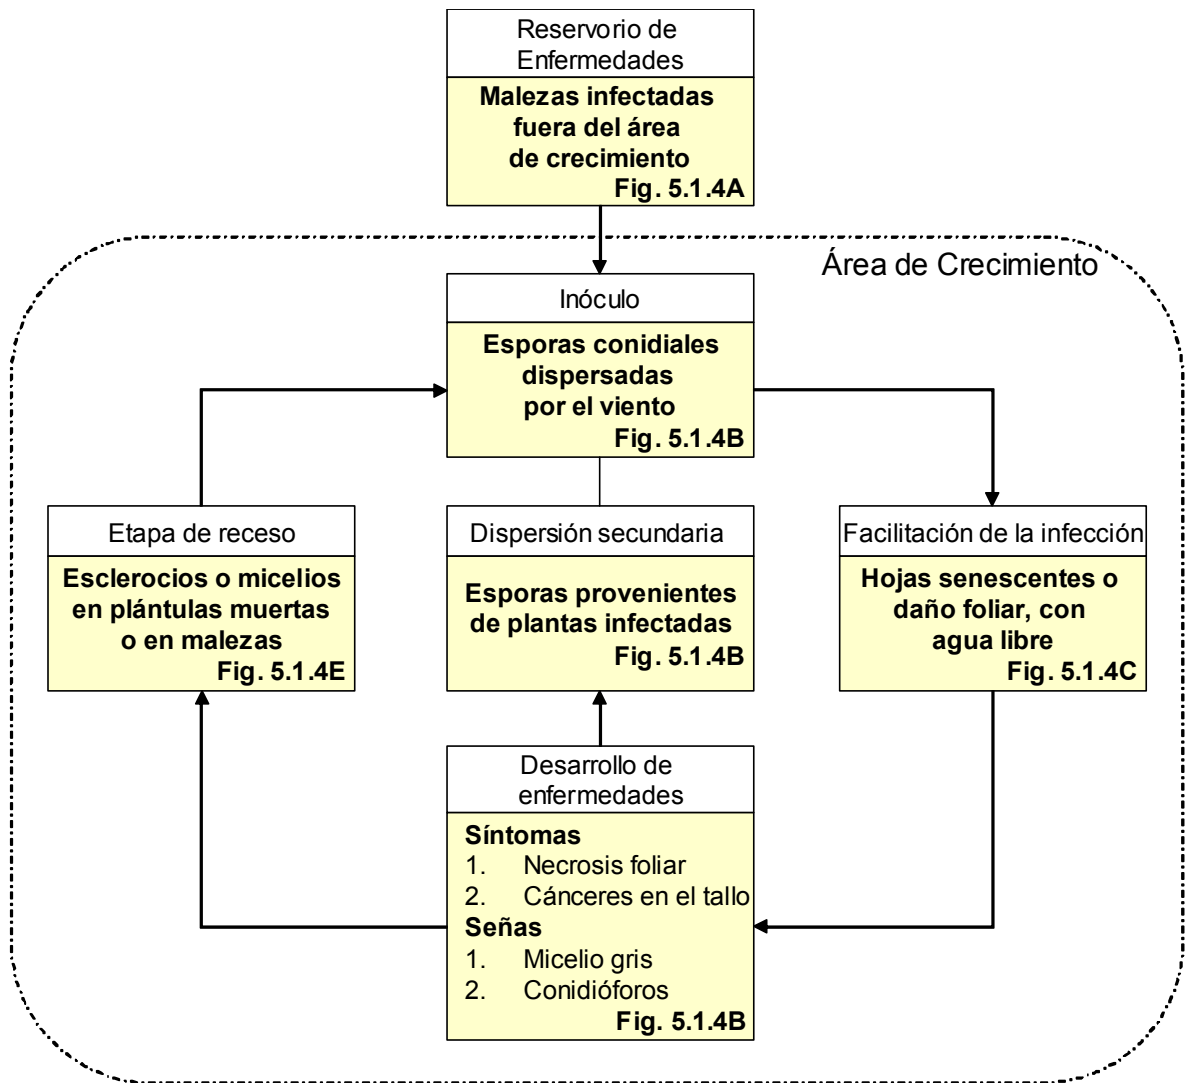 Reservorio de
Enfermedades
Malezas infectadas
fuera del área
de crecimiento
Fig. 5.1.4A
Área de Crecimiento
Inóculo
Esporas conidiales
dispersadas
por el viento
Fig. 5.1.4B
Etapa de receso
Esclerocios o micelios
en plántulas muertas
o en malezas
Fig. 5.1.4E
Dispersión secundaria
Esporas provenientes
de plantas infectadas
Fig. 5.1.4B
Facilitación de la infección
Hojas senescentes o
daño foliar, con
agua libre
Fig. 5.1.4C
Desarrollo de
enfermedades
Síntomas
1. Necrosis foliar
2. Cánceres en el tallo
Señas
1. Micelio gris
2. Conidióforos
Fig. 5.1.4B